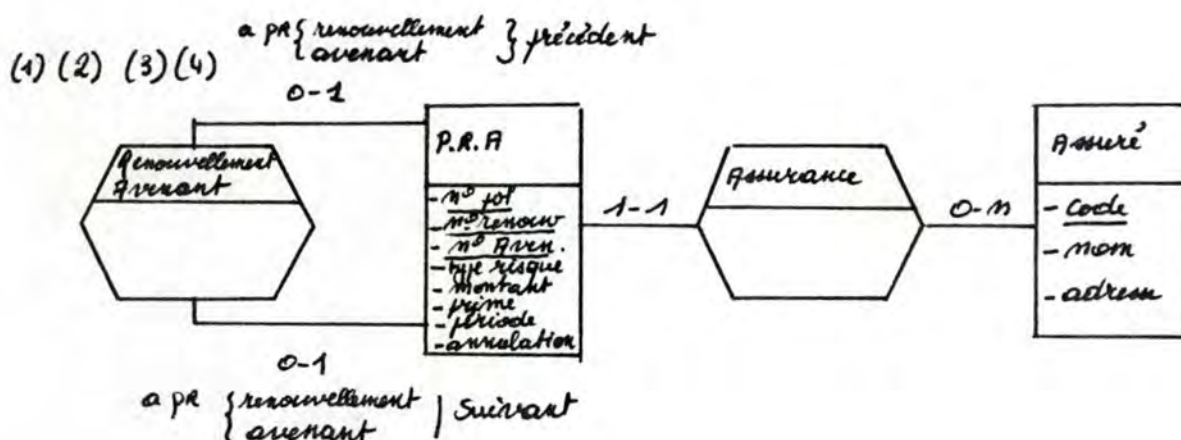 a pR { renouvellement } précédent
avenant
(1) (2) (3) (4)
0-1
Renouvellement
Avenant
P.R.A
- n° pol
- n° renouv
- n° Aven.
- type risque
- montant
- prime
- période
- annulation
1-1
Assurance
0-n
Assuré
- Code
- nom
- adresse
0-1
a pR { renouvellement | Suivant
avenant